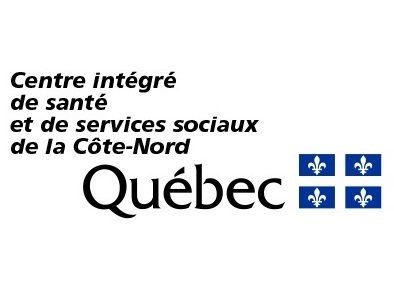 Centre intégré
de santé
et de services sociaux
de la Côte-Nord
Québec